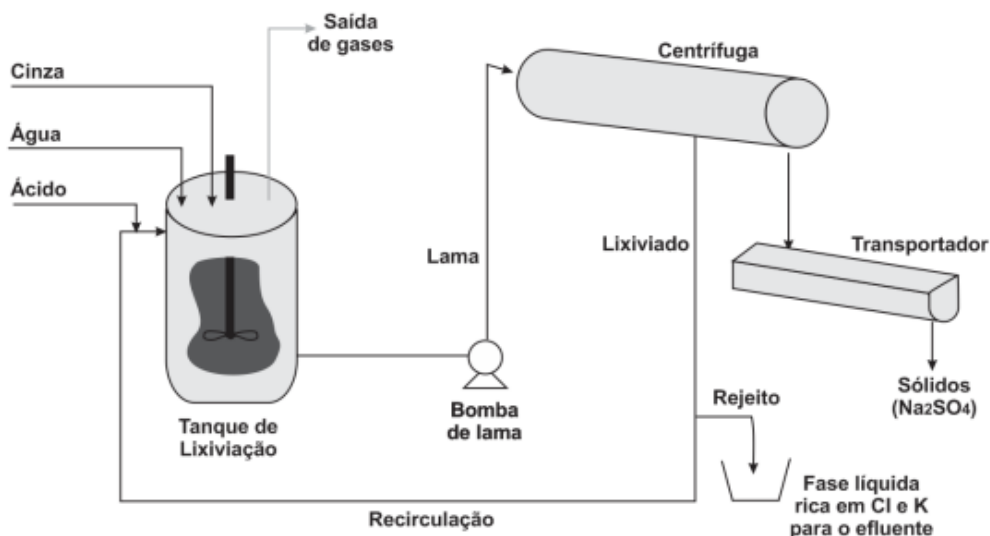 Saída
de gases
Centrífuga
Cinza
Água
Ácido
Lama
Lixiviado
Transportador
Sólidos
(Na2SO4)
Rejeito
Bomba
de lama
Tanque de
Lixiviação
Fase líquida
rica em Cl e K
para o efluente
Recirculação